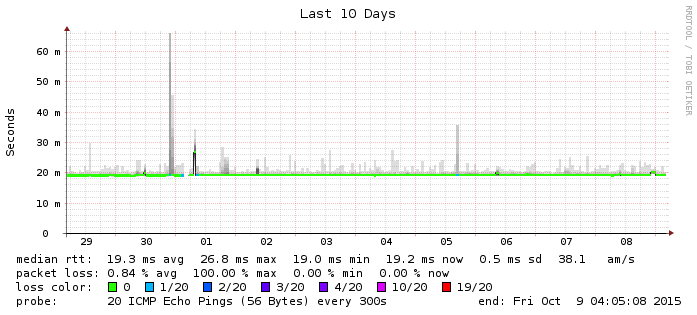 Last 10 Days
RRDTOOL / TOBI OETIKER
Seconds
60 m
50 m
40 m
30 m
20 m
10 m
0
29 30 01 02 03 04 05 06 07 08
median rtt: 19.3 ms avg 26.8 ms max 19.0 ms min 19.2 ms now 0.5 ms sd 38.1 am/s
packet loss: 0.84 % avg 100.00 % max 0.00 % min 0.00 % now
loss color: 0 1/20 2/20 3/20 4/20 10/20 19/20
probe: 20 ICMP Echo Pings (56 Bytes) every 300s end: Fri Oct 9 04:05:08 2015